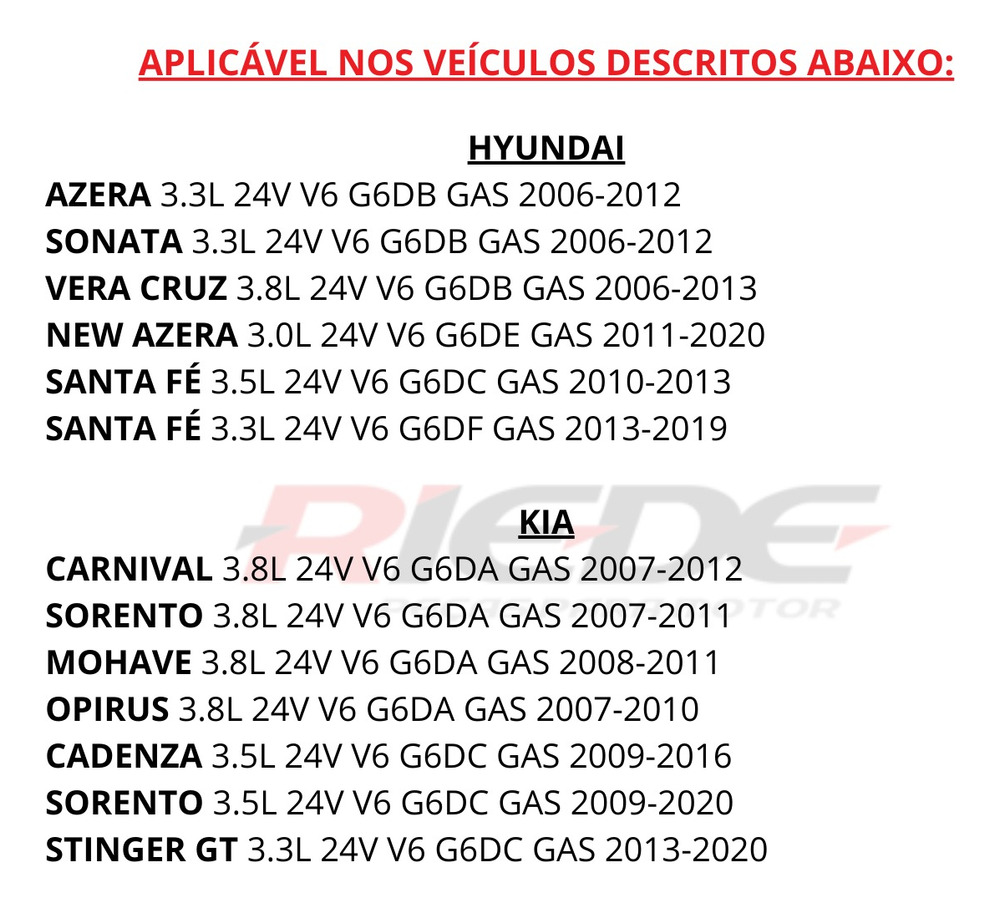 APLICÁVEL NOS VEÍCULOS DESCRITOS ABAIXO:
HYUNDAI
AZERA 3.3L 24V V6 G6DB GAS 2006-2012
SONATA 3.3L 24V V6 G6DB GAS 2006-2012
VERA CRUZ 3.8L 24V V6 G6DB GAS 2006-2013
NEW AZERA 3.0L 24V V6 G6DE GAS 2011-2020
SANTA FÉ 3.5L 24V V6 G6DC GAS 2010-2013
SANTA FÉ 3.3L 24V V6 G6DF GAS 2013-2019
RIEDE
KIA
CARNIVAL 3.8L 24V V6 G6DA GAS 2007-2012
SORENTO 3.8L 24V V6 G6DA GAS 2007-2011
MOHAVE 3.8L 24V V6 G6DA GAS 2008-2011
OPIRUS 3.8L 24V V6 G6DA GAS 2007-2010
CADENZA 3.5L 24V V6 G6DC GAS 2009-2016
SORENTO 3.5L 24V V6 G6DC GAS 2009-2020
STINGER GT 3.3L 24V V6 G6DC GAS 2013-2020